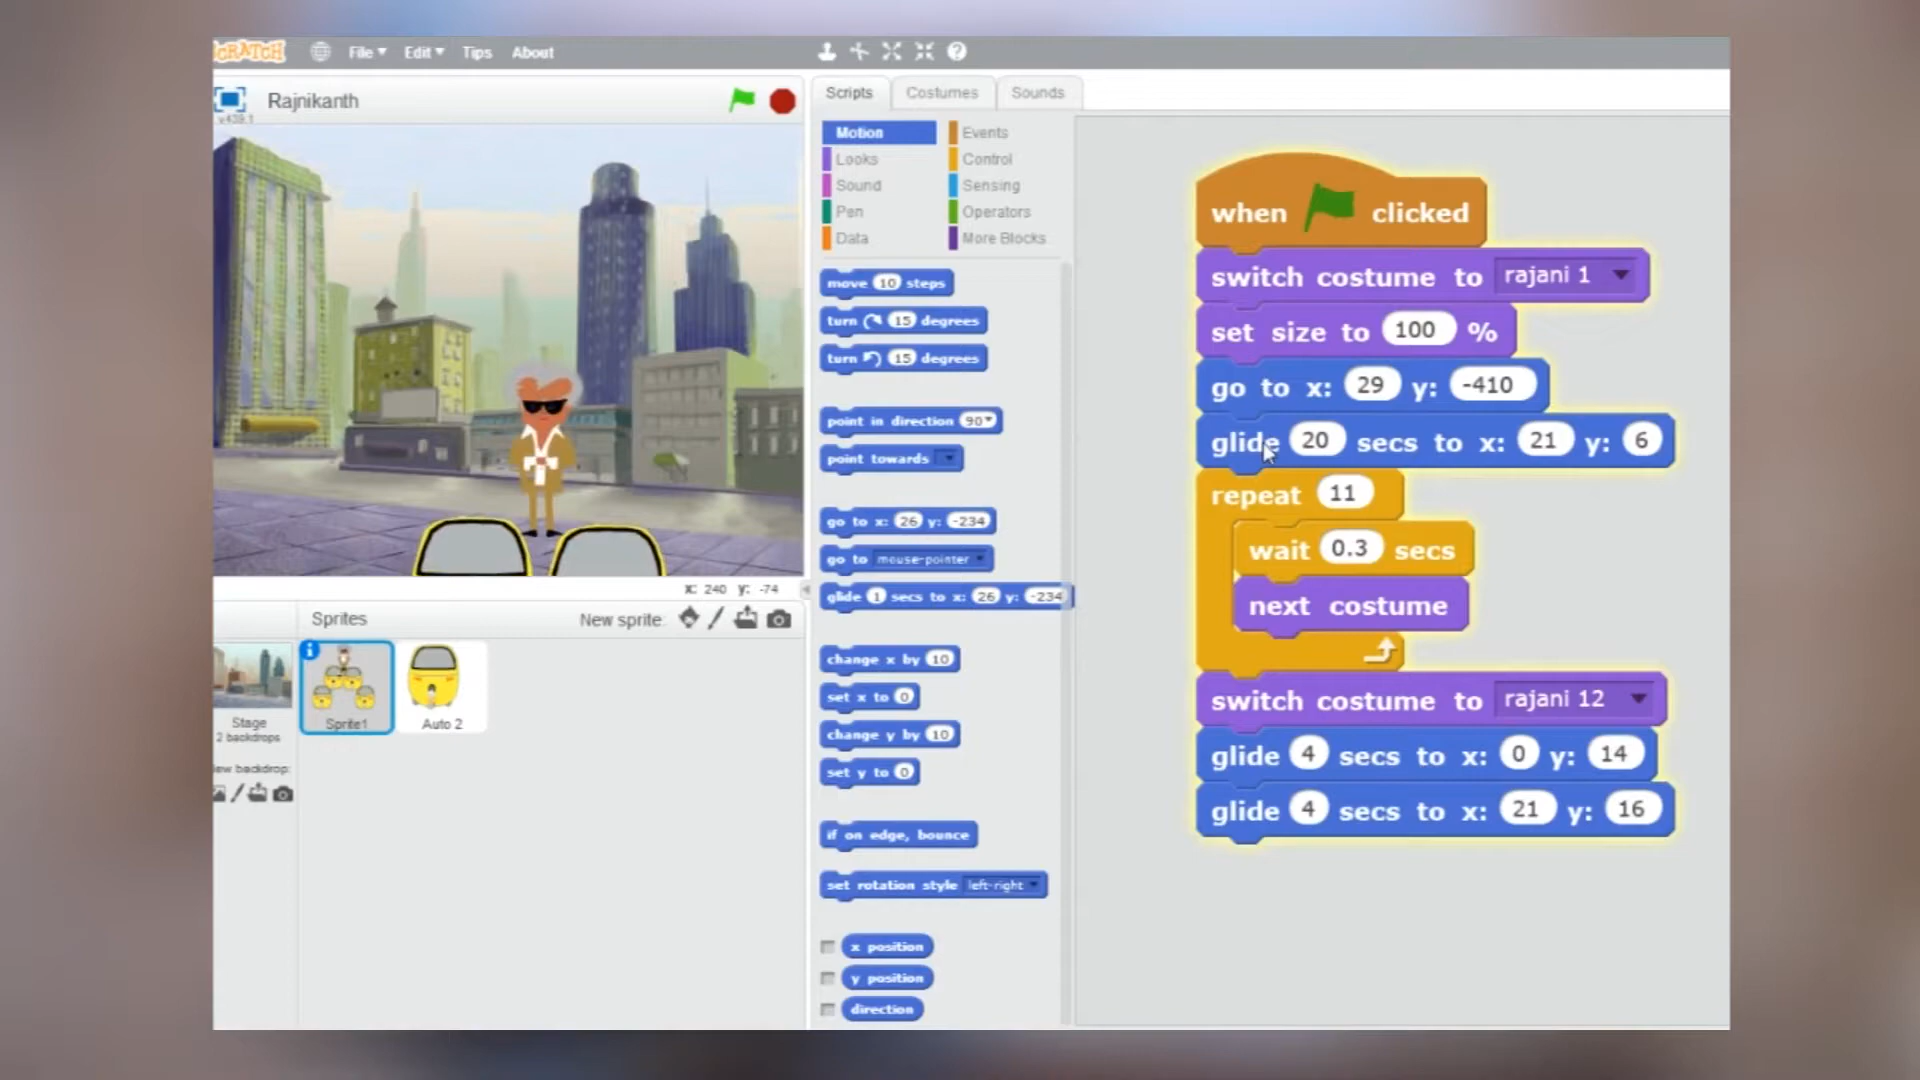 SCRATCH File Edit Tips About
Rajnikanth
v439.1
Scripts Costumes Sounds
Motion Events
Looks Control
Sound Sensing
Pen Operators
Data More Blocks
move 10 steps
turn 15 degrees
turn 15 degrees
point in direction 90
point towards
go to x: 26 y: -234
go to mouse-pointer
glide 1 secs to x: 26 y: -234
change x by 10
set x to 0
change y by 10
set y to 0
if on edge, bounce
set rotation style left-right
x position
y position
direction
when clicked
switch costume to rajani 1
set size to 100 %
go to x: 29 y: -410
glide 20 secs to x: 21 y: 6
repeat 11
wait 0.3 secs
next costume
switch costume to rajani 12
glide 4 secs to x: 0 y: 14
glide 4 secs to x: 21 y: 16
x: 240 y: -74
Sprites New sprite:
Stage
2 backdrops
ew backdrop:
Sprite1
Auto 2